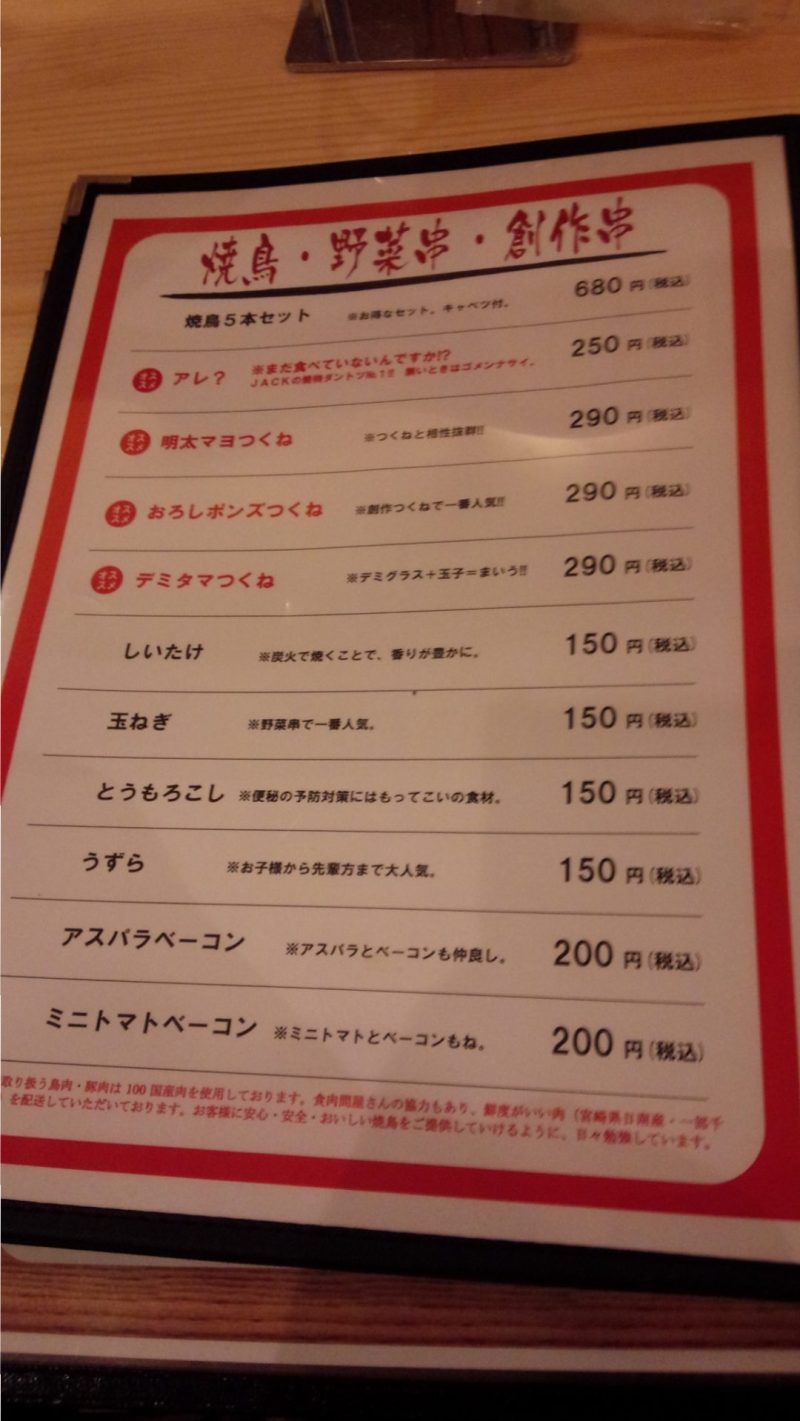 焼鳥・野菜串・創作串
焼鳥5本セット ※お得なセット。キャベツ付。 680円(税込)
オススメ アレ？ ※まだ食べていないんですか!? 250円(税込)
JACKの Dントツ№1!! 無いときはゴメンナサイ。
オススメ 明太マヨつくね ※つくねと相性抜群!! 290円(税込)
オススメ おろしポンズつくね ※創作つくねで一番人気!! 290円(税込)
オススメ デミタマつくね ※デミグラス＋玉子＝まいう!! 290円(税込)
しいたけ ※炭火で焼くことで、香りが豊かに。 150円(税込)
玉ねぎ ※野菜串で一番人気。 150円(税込)
とうもろこし ※便秘の予防対策にはもってこいの食材。 150円(税込)
うずら ※お子様から先輩方まで大人気。 150円(税込)
アスパラベーコン ※アスパラとベーコンも仲良し。 200円(税込)
ミニトマトベーコン ※ミニトマトとベーコンもね。 200円(税込)
取り扱う鳥肉・豚肉は100国産肉を使用しております。食肉問屋さんの協力もあり、鮮度がいい肉（宮崎県日南産・一部千
）を配送していただいております。お客様に安心・安全・おいしい焼鳥をご提供していけるように、日々勉強しています。